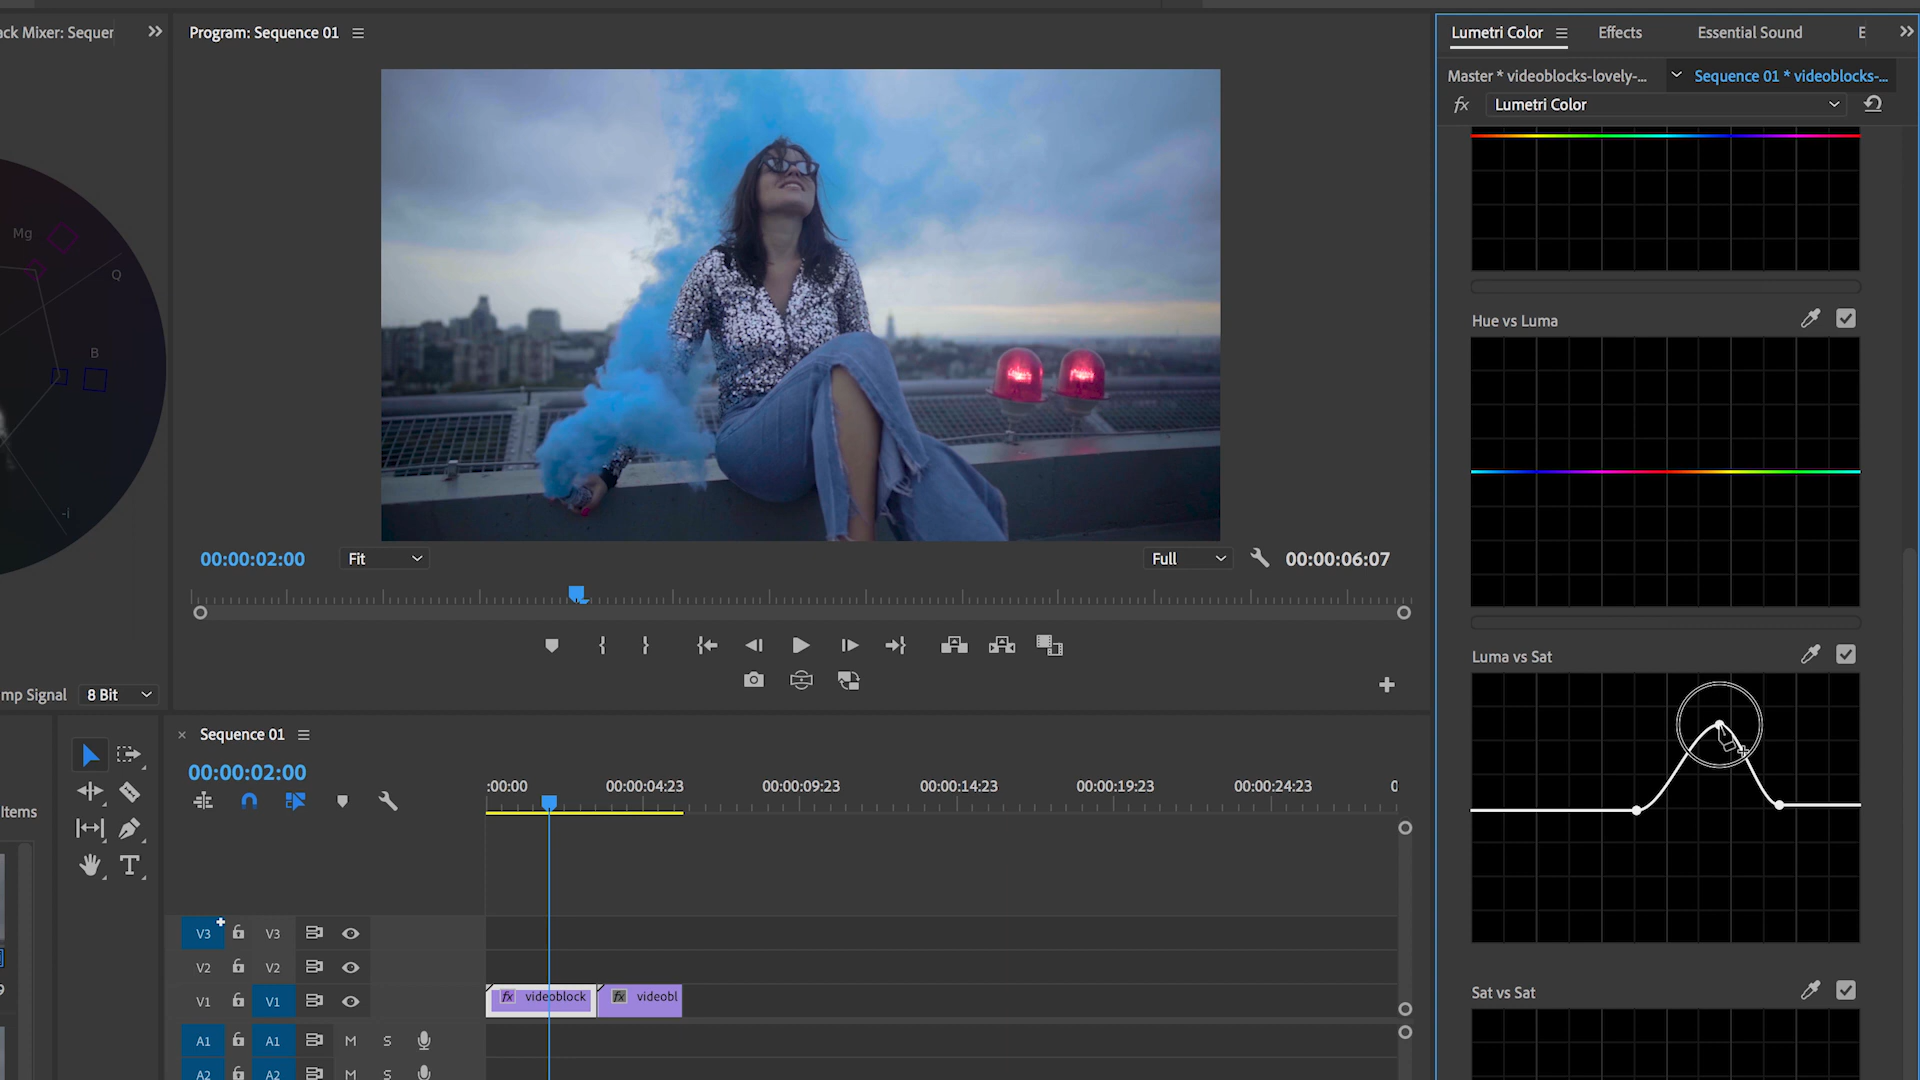 ack Mixer: Sequer
Program: Sequence 01
Lumetri Color
Effects
Essential Sound
E
Master * videoblocks-lovely-...
Sequence 01 * videoblocks-...
fx
Lumetri Color
Mg
Q
B
-i
Hue vs Luma
00:00:02:00
Fit
Full
00:00:06:07
Luma vs Sat
mp Signal
8 Bit
Sequence 01
00:00:02:00
:00:00
00:00:04:23
00:00:09:23
00:00:14:23
00:00:19:23
00:00:24:23
0
Items
T
V3
V3
V2
V2
V1
V1
fx
videoblock
fx
videobl
Sat vs Sat
A1
A1
M
S
A2
A2
M
S